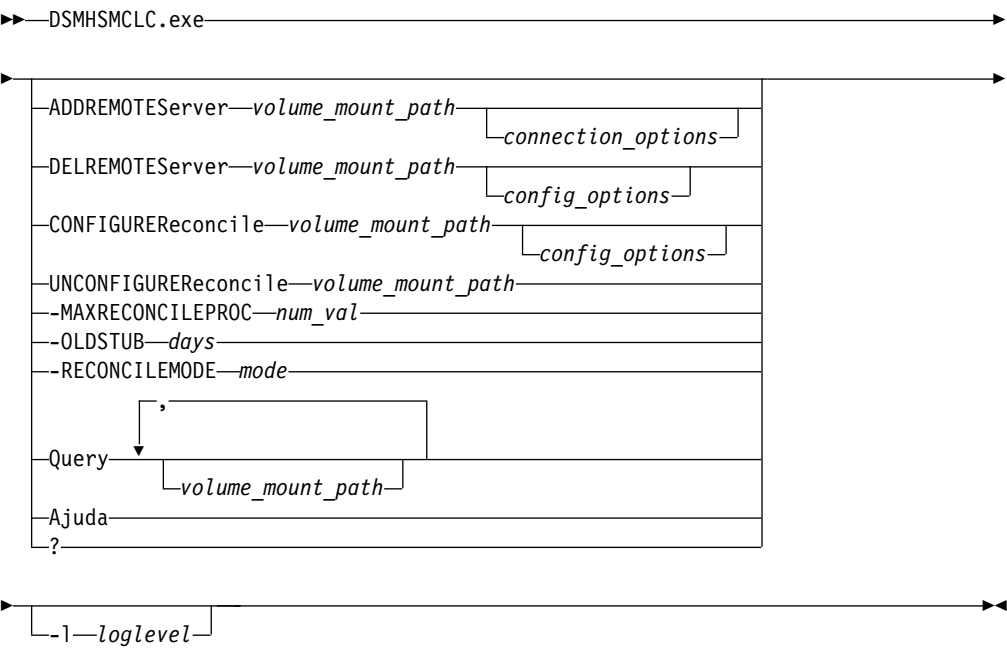 DSMHSMCLC.exe
ADDREMOTEServer volume_mount_path
connection_options
DELREMOTEServer volume_mount_path
config_options
CONFIGUREReconcile volume_mount_path
config_options
UNCONFIGUREReconcile volume_mount_path
-MAXRECONCILEPROC num_val
-OLDSTUB days
-RECONCILEMODE mode
,
Query
volume_mount_path
Ajuda
?
-l loglevel